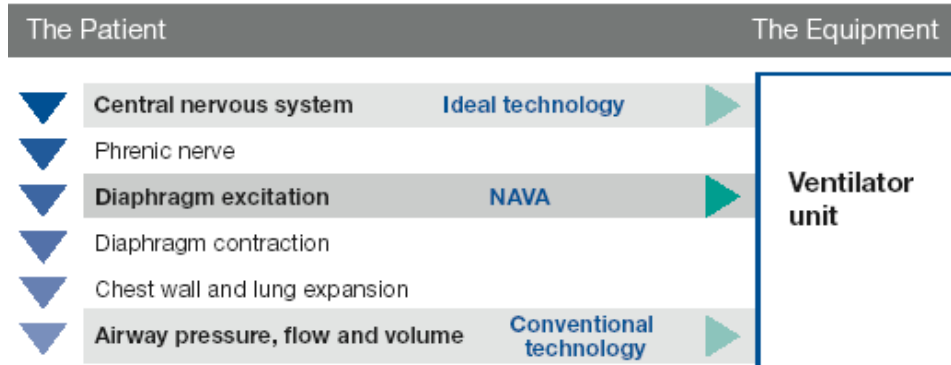 The Patient The Equipment
Central nervous system Ideal technology
Phrenic nerve
Diaphragm excitation NAVA
Ventilator
unit
Diaphragm contraction
Chest wall and lung expansion
Airway pressure, flow and volume Conventional
technology